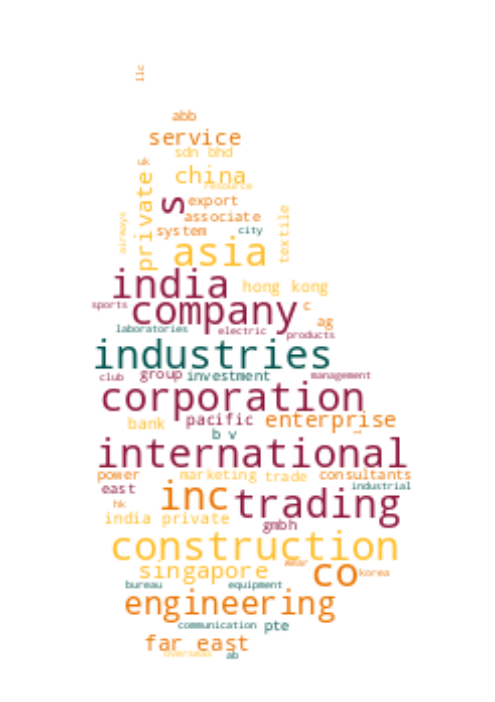 llc
abb
service
sdn bhd
uk
china
resource
private
s
export
associate
airways
textile
system
city
asia
india
hong kong
sports
company
c
ag
laboratories
electric
products
industries
club
group
investment
management
corporation
bank
pacific
enterprise
b v
international
power
marketing
trade
consultants
east
inc
industrial
trading
hk
india private
gmbh
construction
singapore
near
co
korea
bureau
equipment
engineering
communication
pte
far east
overseas
ab